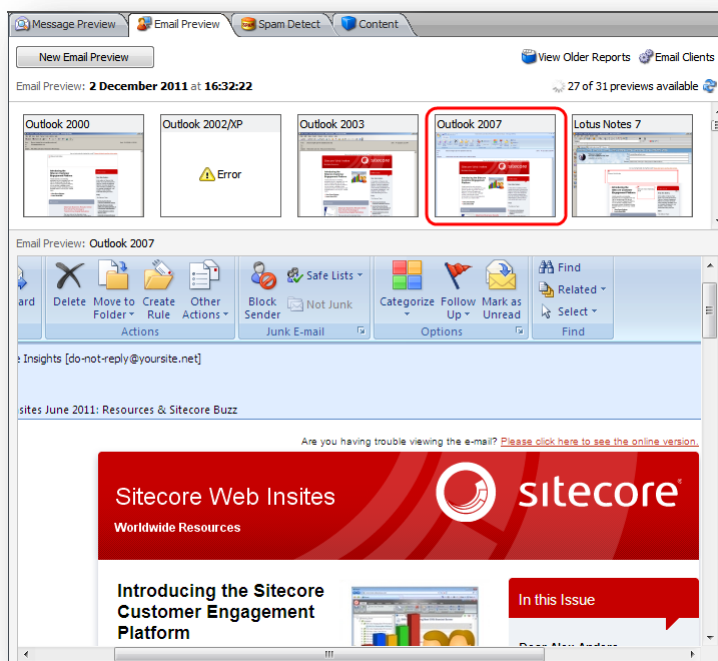 Message Preview Email Preview Spam Detect Content
New Email Preview View Older Reports Email Clients
Email Preview: 2 December 2011 at 16:32:22 27 of 31 previews available
Outlook 2000 Outlook 2002/XP Outlook 2003 Outlook 2007 Lotus Notes 7
Error
Email Preview: Outlook 2007
ard Delete Move to Folder Create Rule Other Actions Block Sender Safe Lists Not Junk Categorize Follow Up Mark as Unread Find Related Select
Actions Junk E-mail Options Find
e Insights [do-not-reply@yoursite.net]
sites June 2011: Resources & Sitecore Buzz
Are you having trouble viewing the e-mail? Please click here to see the online version.
Sitecore Web Insites sitecore
Worldwide Resources
Introducing the Sitecore
Customer Engagement
Platform
In this Issue